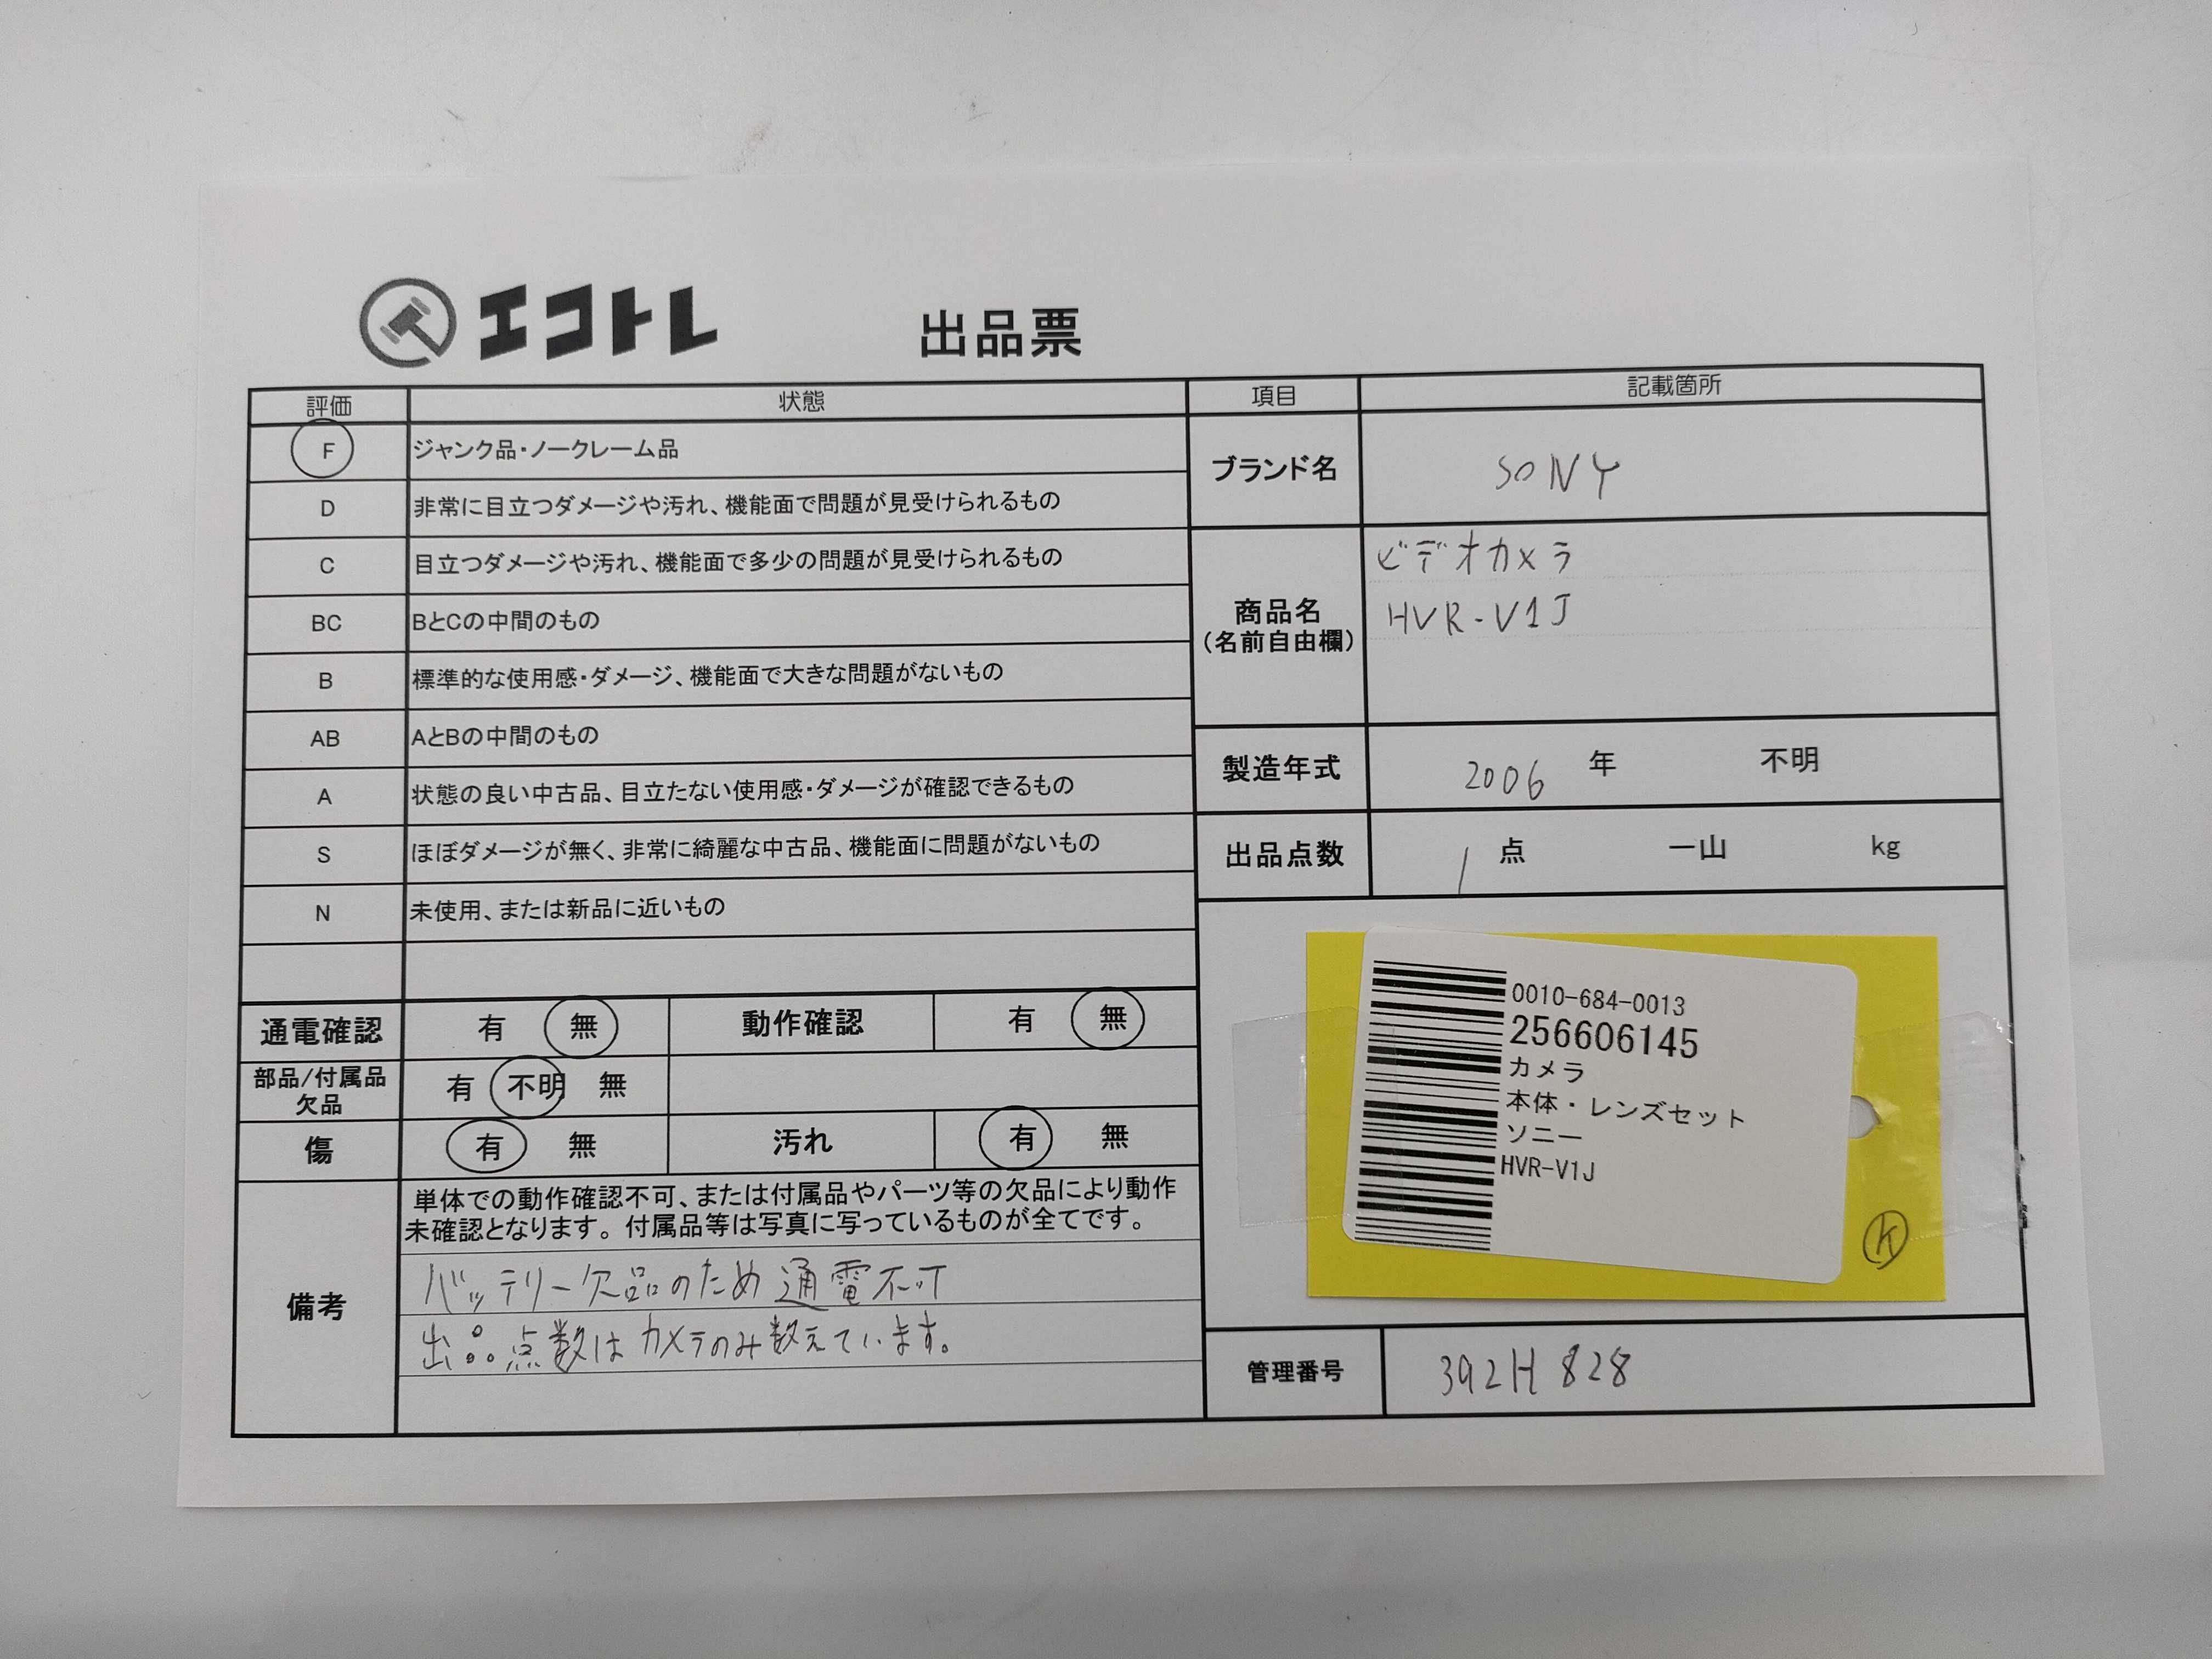 エコトレ
出品票
評価 状態 項目 記載箇所
F ジャンク品・ノークレーム品
D 非常に目立つダメージや汚れ、機能面で問題が見受けられるもの
C 目立つダメージや汚れ、機能面で多少の問題が見受けられるもの
BC BとCの中間のもの
B 標準的な使用感・ダメージ、機能面で大きな問題がないもの
AB AとBの中間のもの
A 状態の良い中古品、目立たない使用感・ダメージが確認できるもの
S ほぼダメージが無く、非常に綺麗な中古品、機能面に問題がないもの
N 未使用、または新品に近いもの
通電確認 有 無 動作確認 有 無
部品/付属品
欠品
有 不明 無
傷 有 無 汚れ 有 無
備考
単体での動作確認不可、または付属品やパーツ等の欠品により動作
未確認となります。付属品等は写真に写っているものが全てです。
バッテリー欠品のため通電不可
出品点数はカメラのみ数えています。
ブランド名 SONY
商品名
(名前自由欄)
ビデオカメラ
HVR-V1J
製造年式 2006 年 不明
出品点数 1 点 一山 kg
0010-684-0013
256606145
カメラ
本体・レンズセット
ソニー
HVR-V1J
K
管理番号 392H828